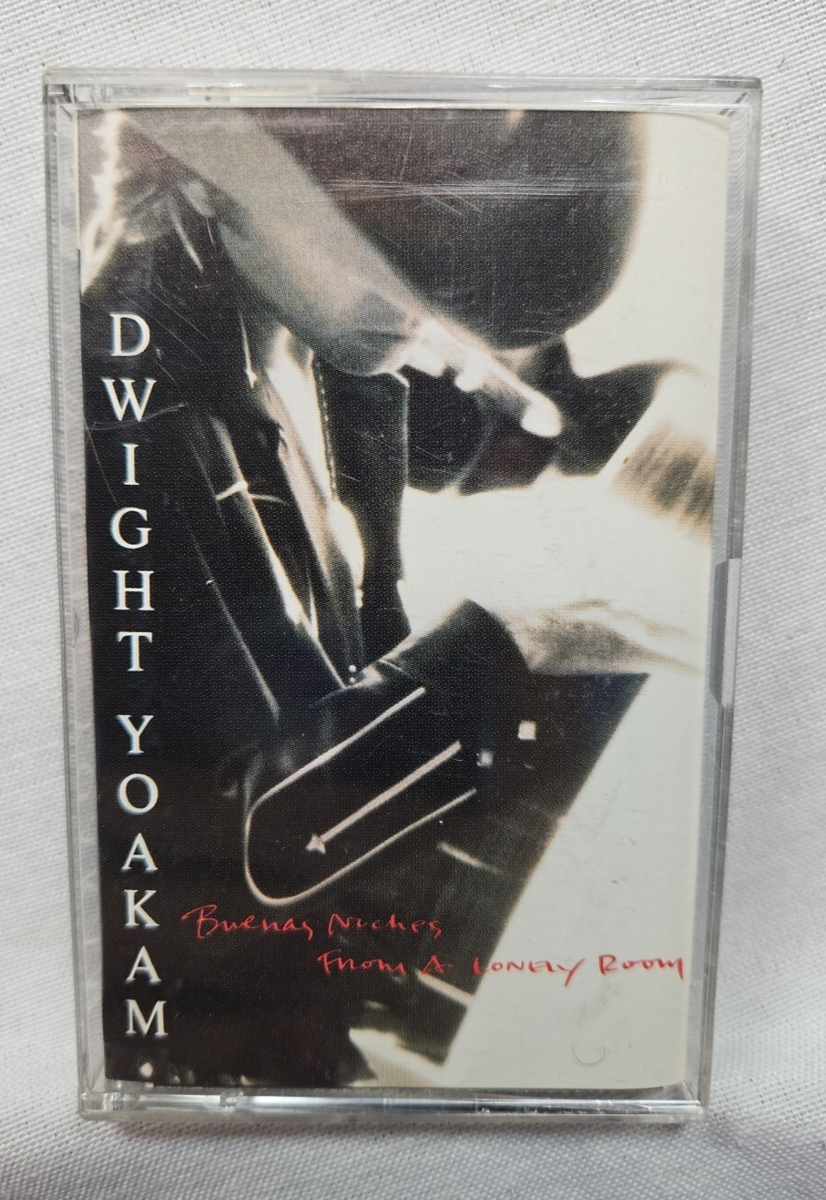 DWIGHT YOAKAM
Buenas Noches
From A Lonely Room